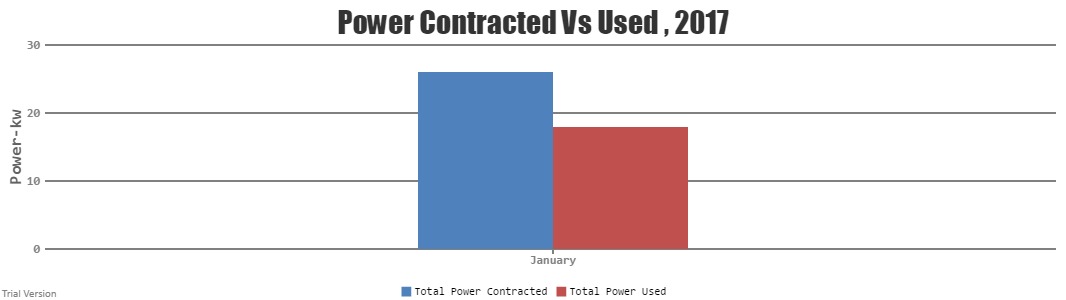 Power Contracted Vs Used , 2017
30
20
10
0
Power-kw
January
Total Power Contracted Total Power Used
Trial Version